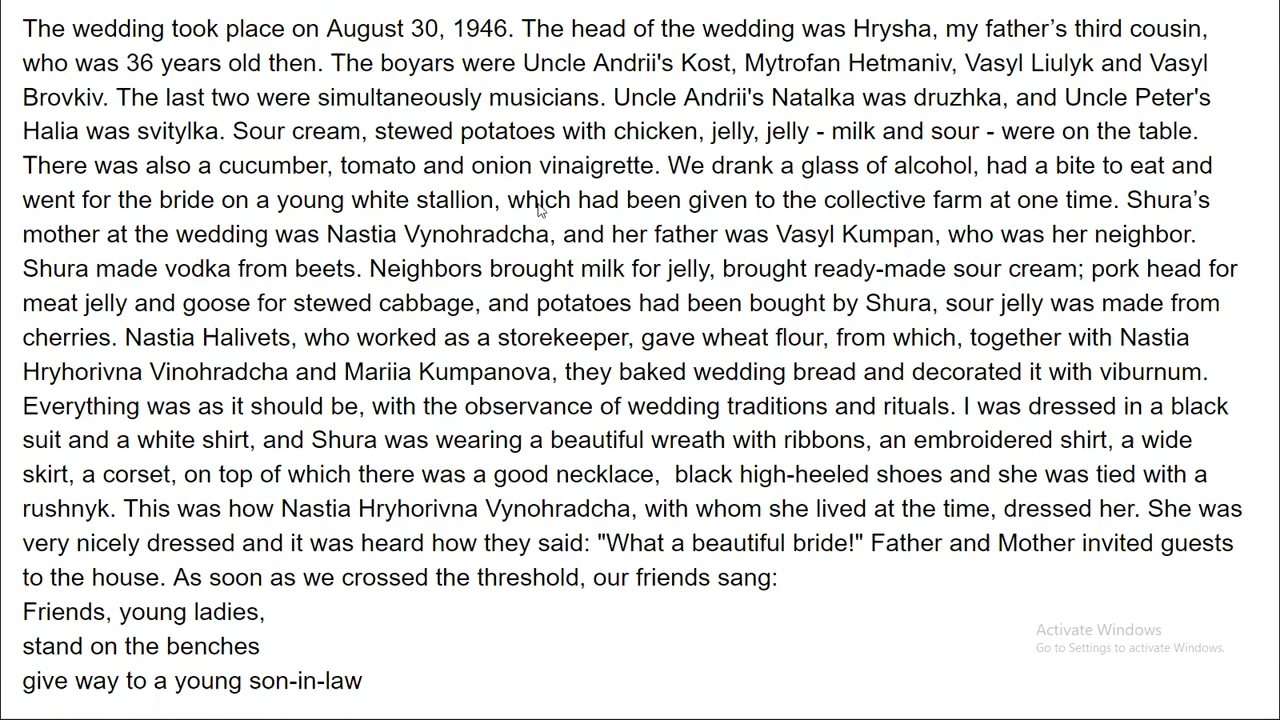 The wedding took place on August 30, 1946. The head of the wedding was Hrysha, my father’s third cousin,
who was 36 years old then. The boyars were Uncle Andrii's Kost, Mytrofan Hetmaniv, Vasyl Liulyk and Vasyl
Brovkiv. The last two were simultaneously musicians. Uncle Andrii's Natalka was druzhka, and Uncle Peter's
Halia was svitylka. Sour cream, stewed potatoes with chicken, jelly, jelly - milk and sour - were on the table.
There was also a cucumber, tomato and onion vinaigrette. We drank a glass of alcohol, had a bite to eat and
went for the bride on a young white stallion, which had been given to the collective farm at one time. Shura’s
mother at the wedding was Nastia Vynohradcha, and her father was Vasyl Kumpan, who was her neighbor.
Shura made vodka from beets. Neighbors brought milk for jelly, brought ready-made sour cream; pork head for
meat jelly and goose for stewed cabbage, and potatoes had been bought by Shura, sour jelly was made from
cherries. Nastia Halivets, who worked as a storekeeper, gave wheat flour, from which, together with Nastia
Hryhorivna Vinohradcha and Mariia Kumpanova, they baked wedding bread and decorated it with viburnum.
Everything was as it should be, with the observance of wedding traditions and rituals. I was dressed in a black
suit and a white shirt, and Shura was wearing a beautiful wreath with ribbons, an embroidered shirt, a wide
skirt, a corset, on top of which there was a good necklace,  black high-heeled shoes and she was tied with a
rushnyk. This was how Nastia Hryhorivna Vynohradcha, with whom she lived at the time, dressed her. She was
very nicely dressed and it was heard how they said: "What a beautiful bride!" Father and Mother invited guests
to the house. As soon as we crossed the threshold, our friends sang:
Friends, young ladies,
stand on the benches
give way to a young son-in-law
Activate Windows
Go to Settings to activate Windows.